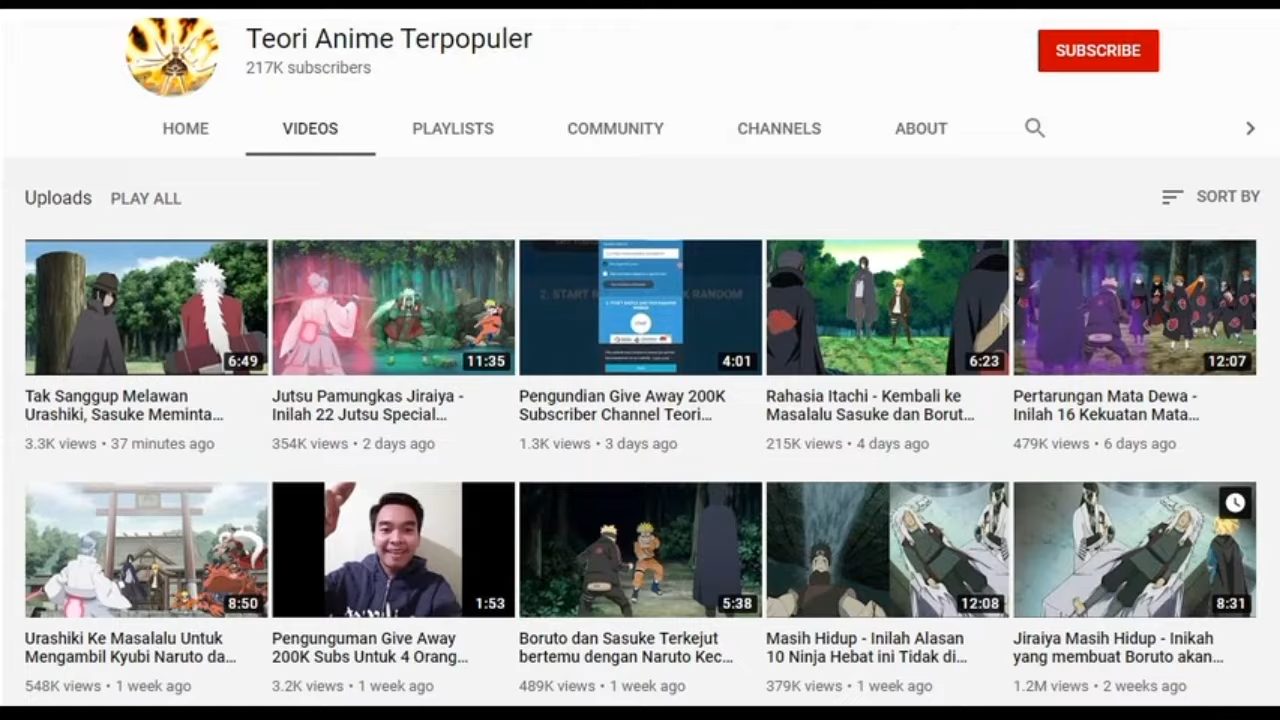 Teori Anime Terpopuler
217K subscribers
SUBSCRIBE
HOME VIDEOS PLAYLISTS COMMUNITY CHANNELS ABOUT
Uploads PLAY ALL SORT BY
6:49 11:35 4:01 6:23 12:07
Tak Sanggup Melawan
Urashiki, Sasuke Meminta...
3.3K views • 37 minutes ago
Jutsu Pamungkas Jiraiya -
Inilah 22 Jutsu Special...
354K views • 2 days ago
Pengundian Give Away 200K
Subscriber Channel Teori...
1.3K views • 3 days ago
Rahasia Itachi - Kembali ke
Masalalu Sasuke dan Borut...
215K views • 4 days ago
Pertarungan Mata Dewa -
Inilah 16 Kekuatan Mata...
479K views • 6 days ago
8:50 1:53 5:38 12:08 8:31
Urashiki Ke Masalalu Untuk
Mengambil Kyubi Naruto da...
548K views • 1 week ago
Pengunguman Give Away
200K Subs Untuk 4 Orang...
3.2K views • 1 week ago
Boruto dan Sasuke Terkejut
bertemu dengan Naruto Kec...
489K views • 1 week ago
Masih Hidup - Inilah Alasan
10 Ninja Hebat ini Tidak di...
379K views • 1 week ago
Jiraiya Masih Hidup - Inikah
yang membuat Boruto akan...
1.2M views • 2 weeks ago